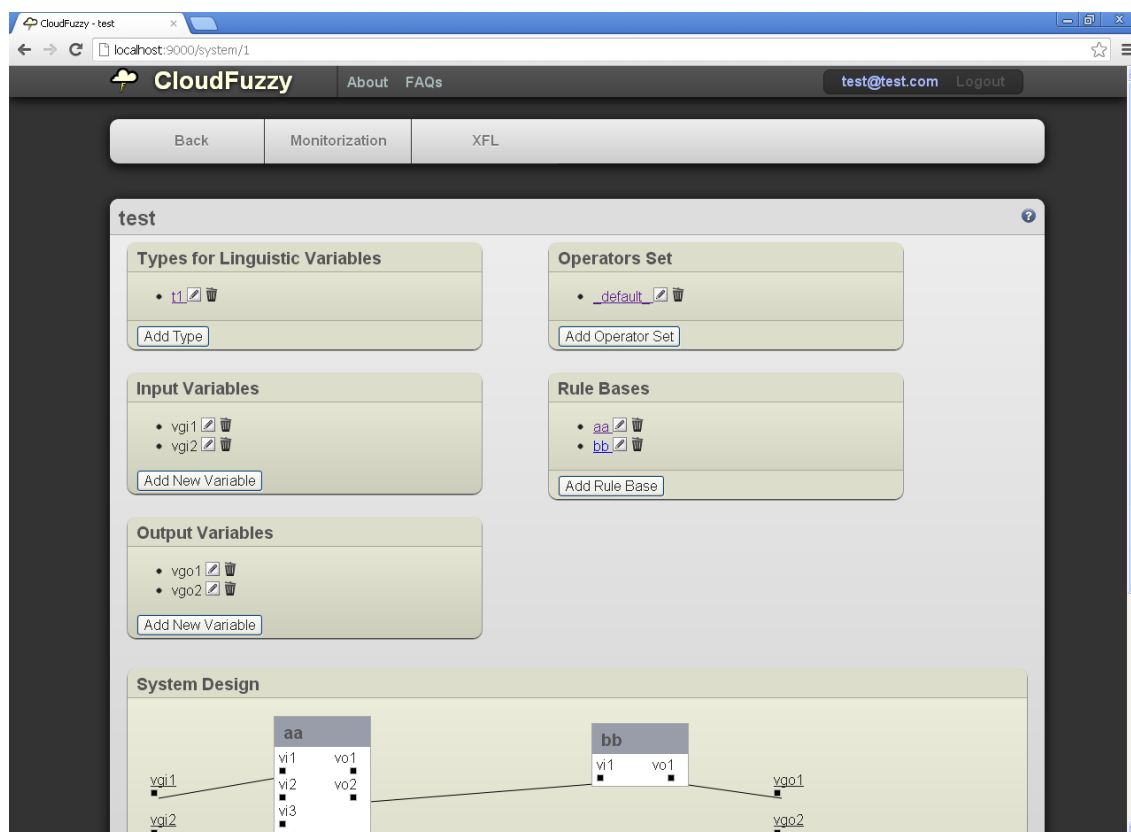 CloudFuzzy - test
localhost:9000/system/1
CloudFuzzy About FAQs test@test.com Logout
Back Monitorization XFL
test
Types for Linguistic Variables
t1
Add Type
Operators Set
_default_
Add Operator Set
Input Variables
vgi1
vgi2
Add New Variable
Rule Bases
aa
bb
Add Rule Base
Output Variables
vgo1
vgo2
Add New Variable
System Design
aa
vi1 vo1
vi2 vo2
vi3
bb
vi1 vo1
vgi1
vgi2
vgo1
vgo2